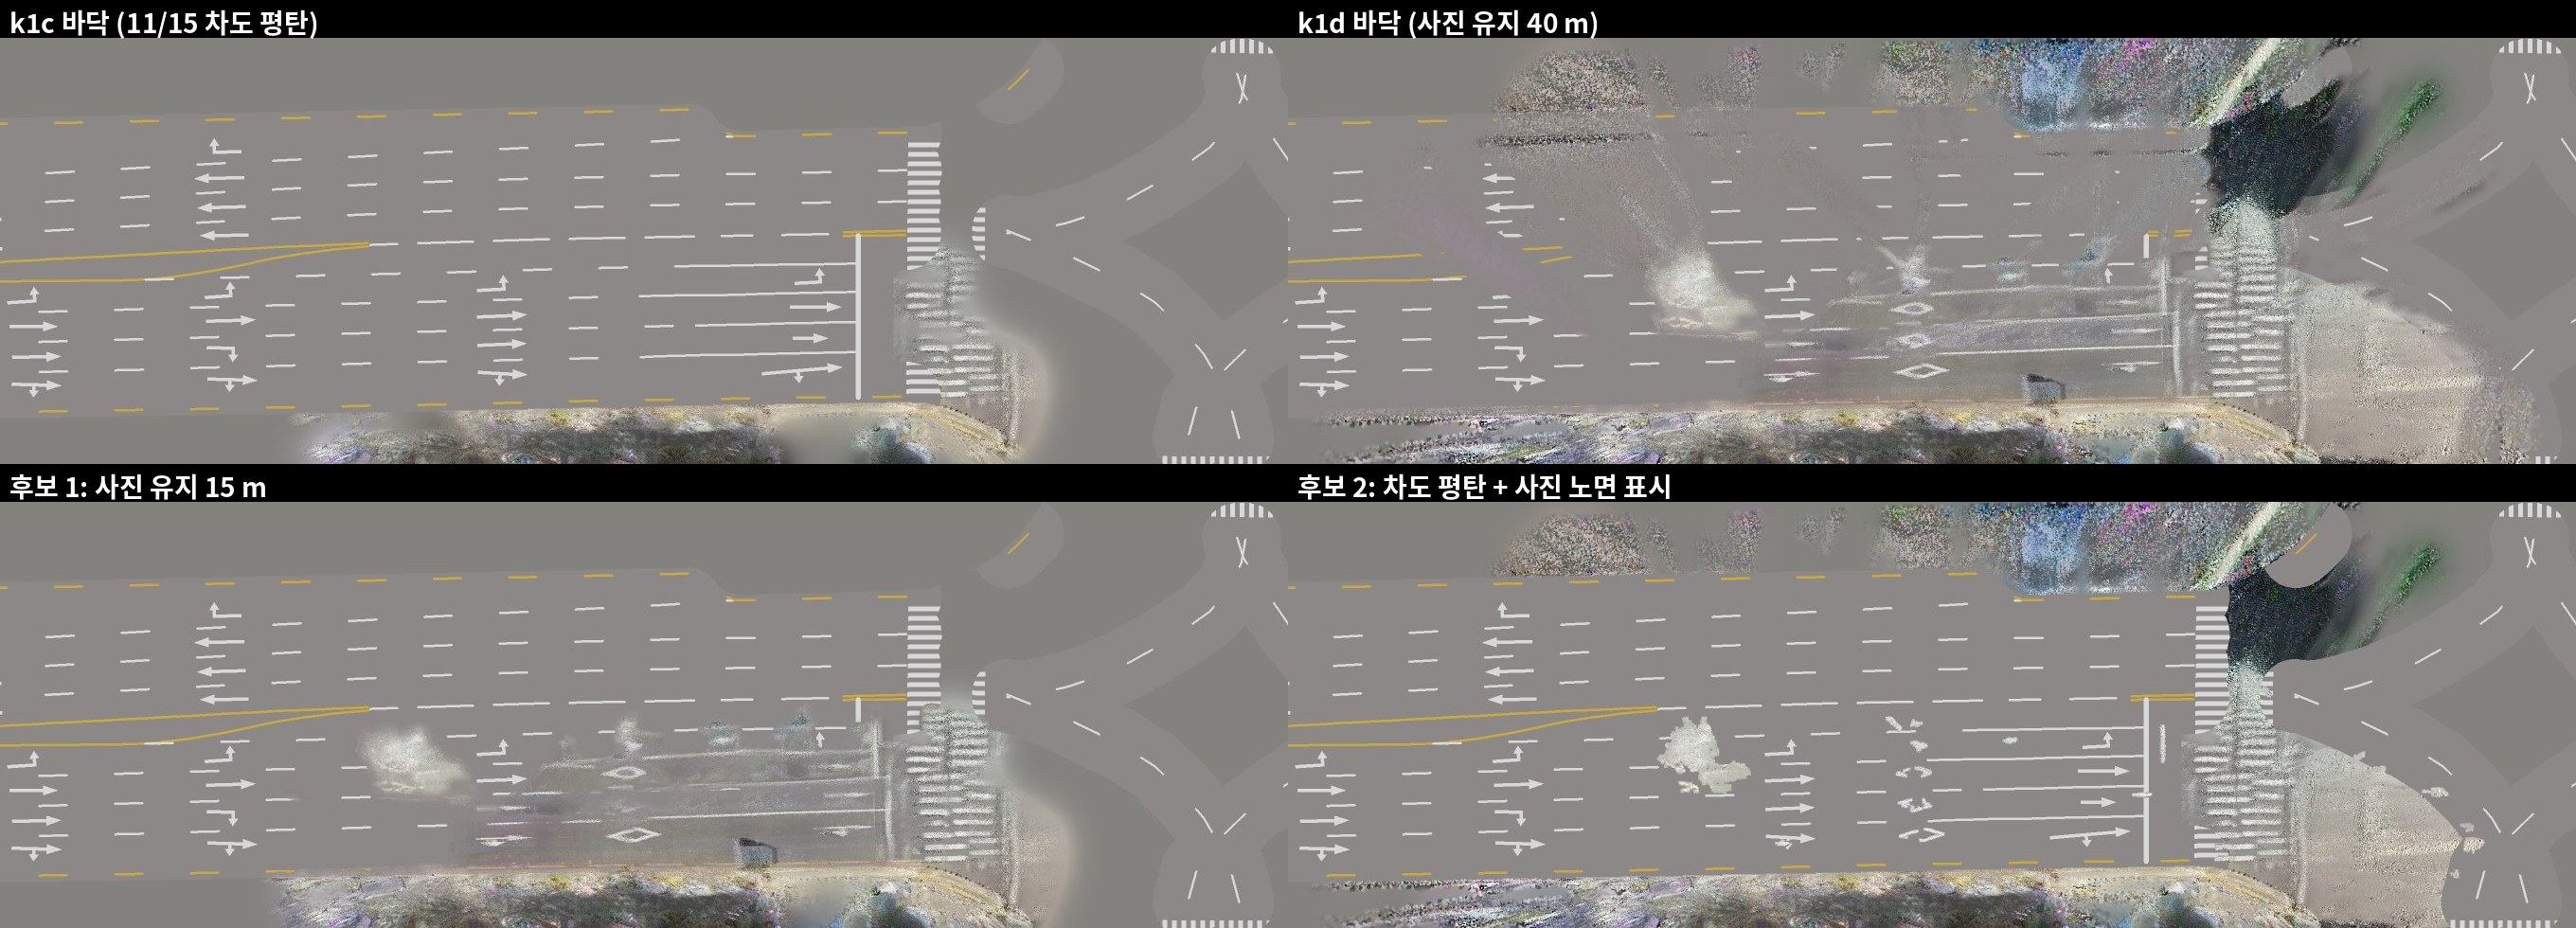 k1c 바닥 (11/15 차도 평탄)
k1d 바닥 (사진 유지 40 m)
후보 1: 사진 유지 15 m
후보 2: 차도 평탄 + 사진 노면 표시